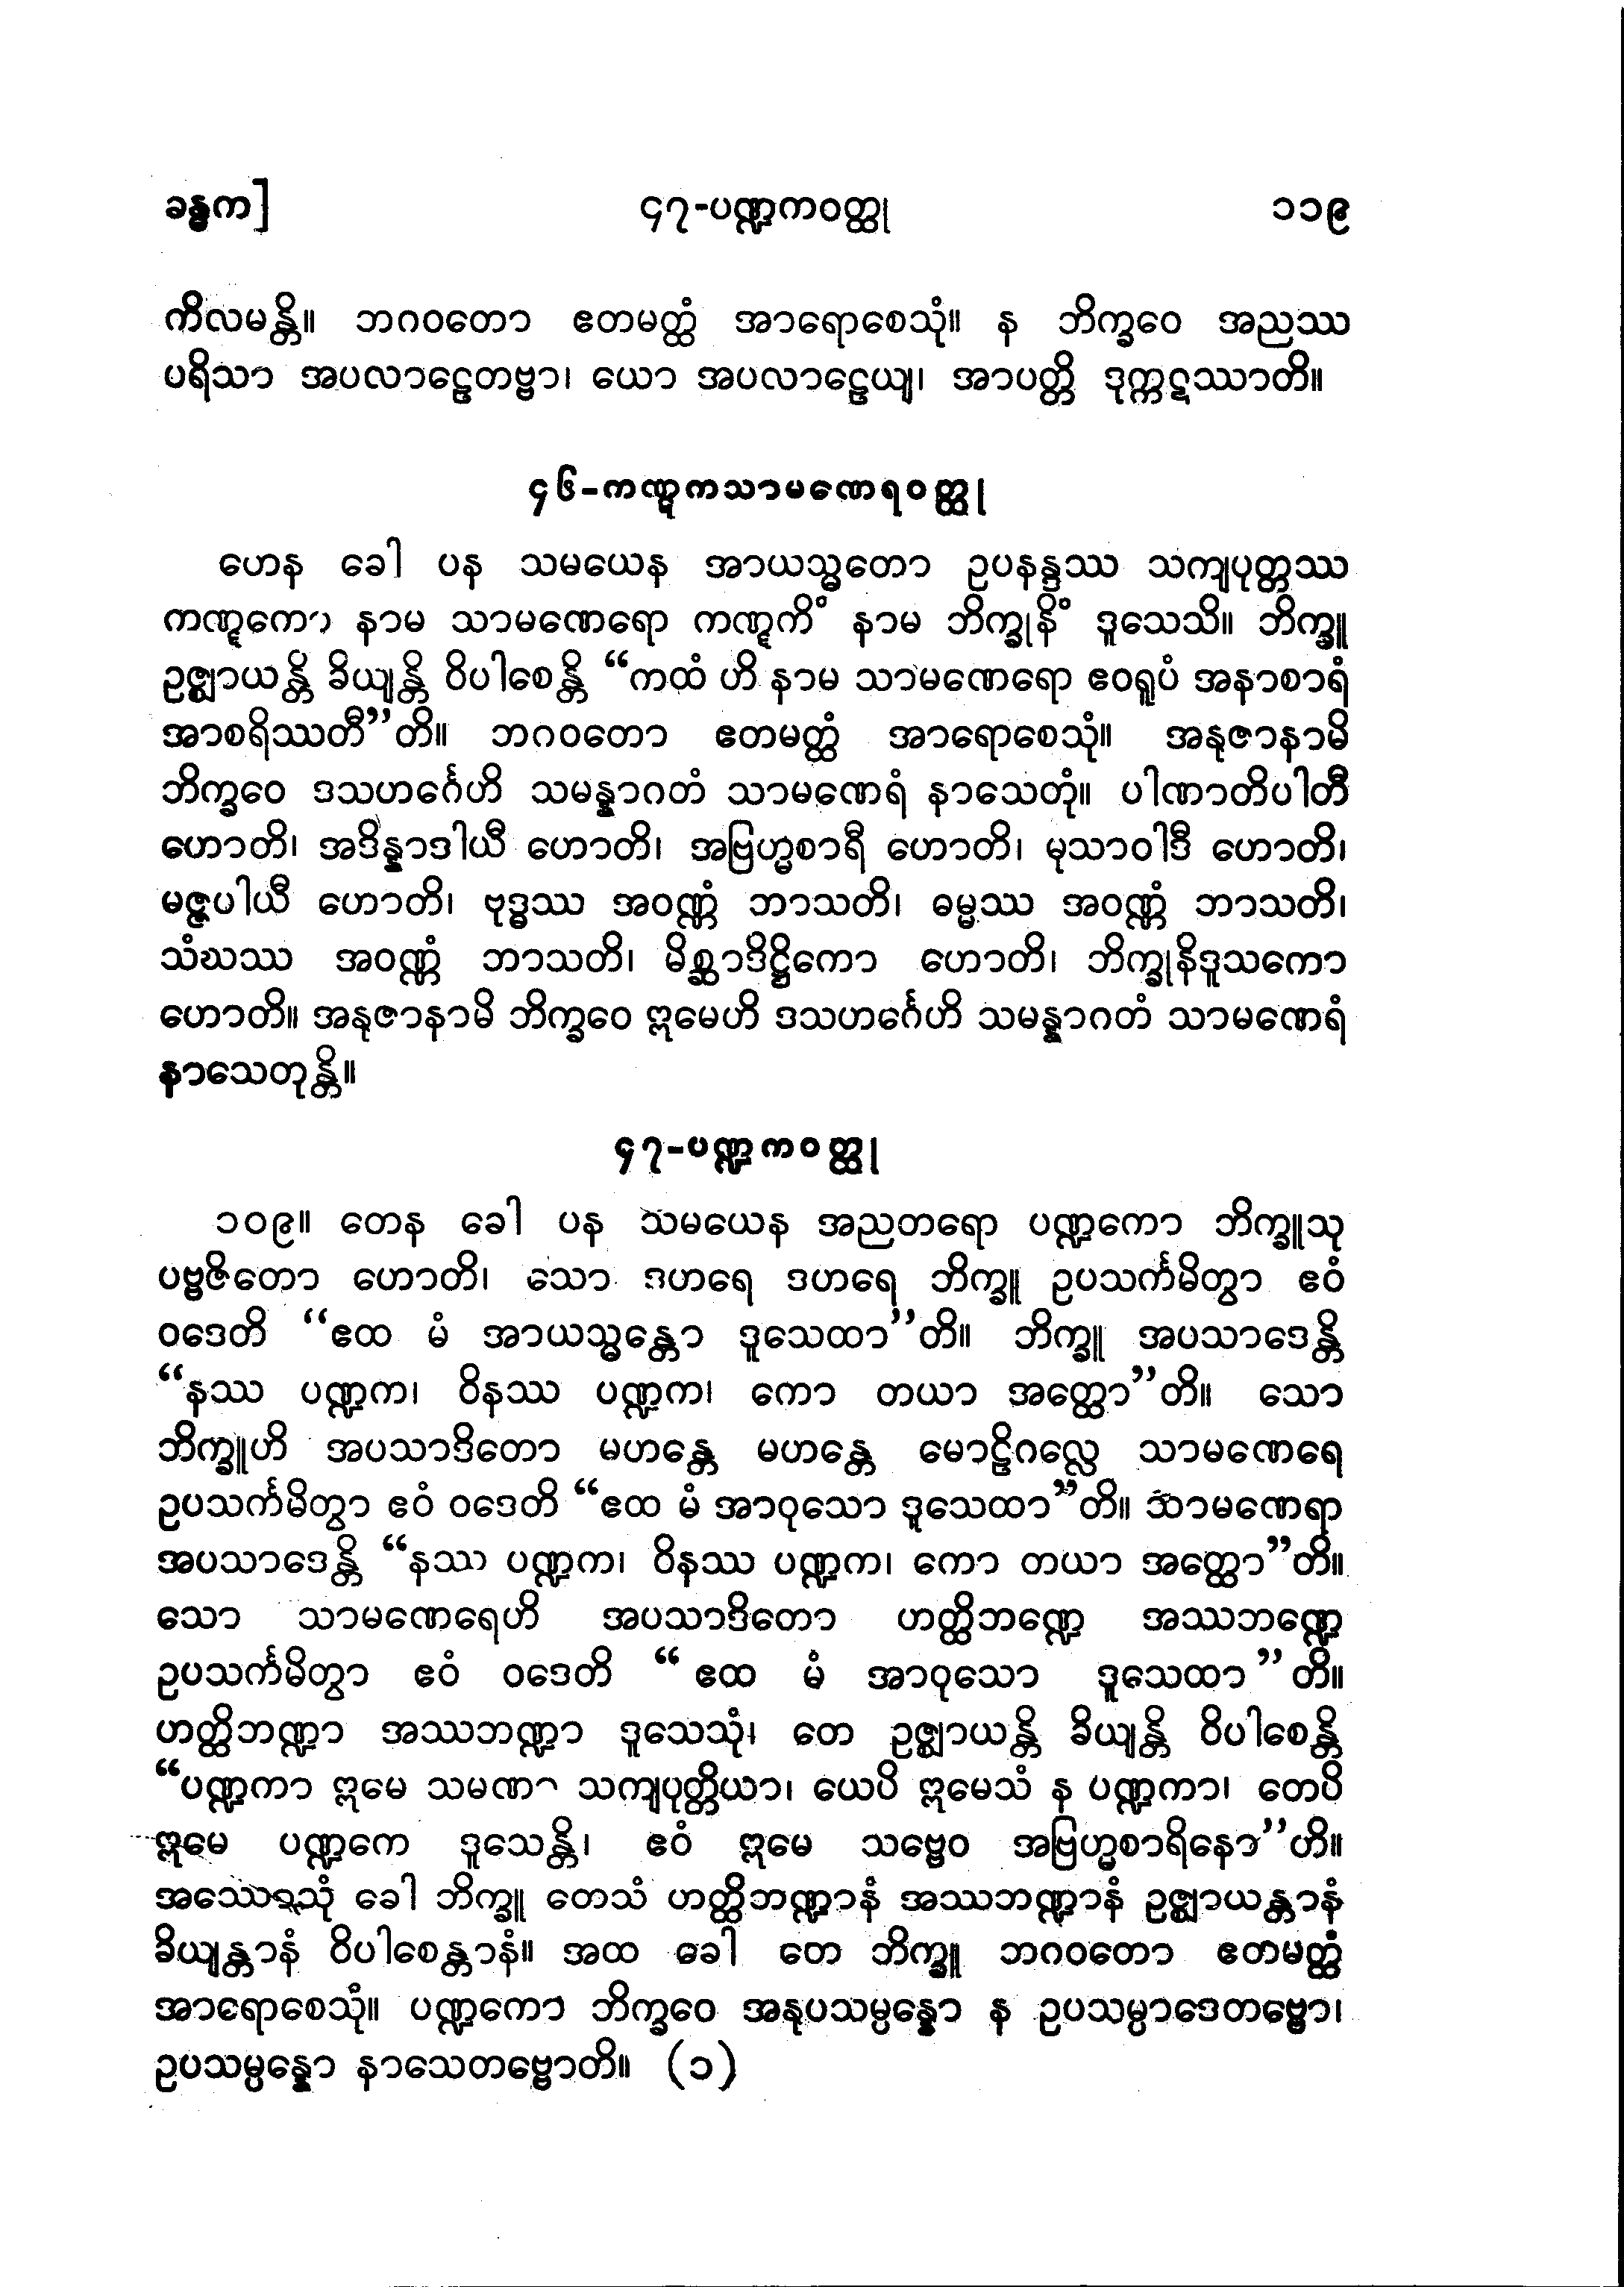 ခန္ဓက] ၄၇-ပဏ္ဍကဝတ္ထု ၁၁၉
ကိလမန္တိ။ ဘဂဝတော ဧတမတ္ထံ အာရောစေသုံ။ န ဘိက္ခဝေ အညဿ
ပရိသာ အပလာဠေတဗ္ဗာ၊ ယော အပလာဠေယျ၊ အာပတ္တိ ဒုက္ကဋဿာတိ။
၄၆-ကဏ္ဋကသာမဏေရဝတ္ထု
ဟေန ခေါ ပန သမယေန အာယသ္မတော ဥပနန္ဒဿ သကျပုတ္တဿ
ကဏ္ဋကော နာမ သာမဏေရော ကဏ္ဋကိံ နာမ ဘိက္ခုနိံ ဒူသေသိ။ ဘိက္ခူ
ဥဇ္ဈာယန္တိ ခိယျန္တိ ဝိပါစေန္တိ “ကထံ ဟိ နာမ သာမဏေရော ဧဝရူပံ အနာစာရံ
အာစရိဿတီ”တိ။ ဘဂဝတော ဧတမတ္ထံ အာရောစေသုံ။ အနုဇာနာမိ
ဘိက္ခဝေ ဒသဟင်္ဂေဟိ သမန္နာဂတံ သာမဏေရံ နာသေတုံ။ ပါဏာတိပါတီ
ဟောတိ၊ အဒိန္နာဒါယီ ဟောတိ၊ အဗြဟ္မစာရီ ဟောတိ၊ မုသာဝါဒီ ဟောတိ၊
မဇ္ဇပါယီ ဟောတိ၊ ဗုဒ္ဓဿ အဝဏ္ဏံ ဘာသတိ၊ ဓမ္မဿ အဝဏ္ဏံ ဘာသတိ၊
သံဃဿ အဝဏ္ဏံ ဘာသတိ၊ မိစ္ဆာဒိဋ္ဌိကော ဟောတိ၊ ဘိက္ခုနိဒူသကော
ဟောတိ။ အနုဇာနာမိ ဘိက္ခဝေ ဣမေဟိ ဒသဟင်္ဂေဟိ သမန္နာဂတံ သာမဏေရံ
နာသေတုန္တိ။
၄၇-ပဏ္ဍကဝတ္ထု
၁၀၉။ တေန ခေါ ပန သမယေန အညတရော ပဏ္ဍကော ဘိက္ခူသု
ပဗ္ဗဇိတော ဟောတိ၊ သော ဒဟရေ ဒဟရေ ဘိက္ခူ ဥပသင်္ကမိတွာ ဧဝံ
ဝဒေတိ “ဧထ မံ အာယသ္မန္တော ဒူသေထာ”တိ။ ဘိက္ခူ အပသာဒေန္တိ
“နဿ ပဏ္ဍက၊ ဝိနဿ ပဏ္ဍက၊ ကော တယာ အတ္ထော”တိ။ သော
ဘိက္ခူဟိ အပသာဒိတော မဟန္တေ မဟန္တေ မောဠိဂလ္လေ သာမဏေရေ
ဥပသင်္ကမိတွာ ဧဝံ ဝဒေတိ “ဧထ မံ အာဝုသော ဒူသေထာ”တိ။ သာမဏေရာ
အပသာဒေန္တိ “နဿ ပဏ္ဍက၊ ဝိနဿ ပဏ္ဍက၊ ကော တယာ အတ္ထော”တိ။
သော သာမဏေရေဟိ အပသာဒိတော ဟတ္ထိဘဏ္ဍေ အဿဘဏ္ဍေ
ဥပသင်္ကမိတွာ ဧဝံ ဝဒေတိ “ဧထ မံ အာဝုသော ဒူသေထာ”တိ။
ဟတ္ထိဘဏ္ဍာ အဿဘဏ္ဍာ ဒူသေသုံ၊ တေ ဥဇ္ဈာယန္တိ ခိယျန္တိ ဝိပါစေန္တိ
“ပဏ္ဍကာ ဣမေ သမဏာ သကျပုတ္တိယာ၊ ယေပိ ဣမေသံ န ပဏ္ဍကာ၊ တေပိ
ဣမေ ပဏ္ဍကေ ဒူသေန္တိ၊ ဧဝံ ဣမေ သဗ္ဗေဝ အဗြဟ္မစာရိနော”ဟိ။
အဿောသုံ ခေါ ဘိက္ခူ တေသံ ဟတ္ထိဘဏ္ဍာနံ အဿဘဏ္ဍာနံ ဥဇ္ဈာယန္တာနံ
ခိယျန္တာနံ ဝိပါစေန္တာနံ။ အထ ခေါ တေ ဘိက္ခူ ဘဂဝတော ဧတမတ္ထံ
အာရောစေသုံ။ ပဏ္ဍကော ဘိက္ခဝေ အနုပသမ္ပန္နော န ဥပသမ္ပာဒေတဗ္ဗော၊
ဥပသမ္ပန္နော နာသေတဗ္ဗောတိ။ (၁)